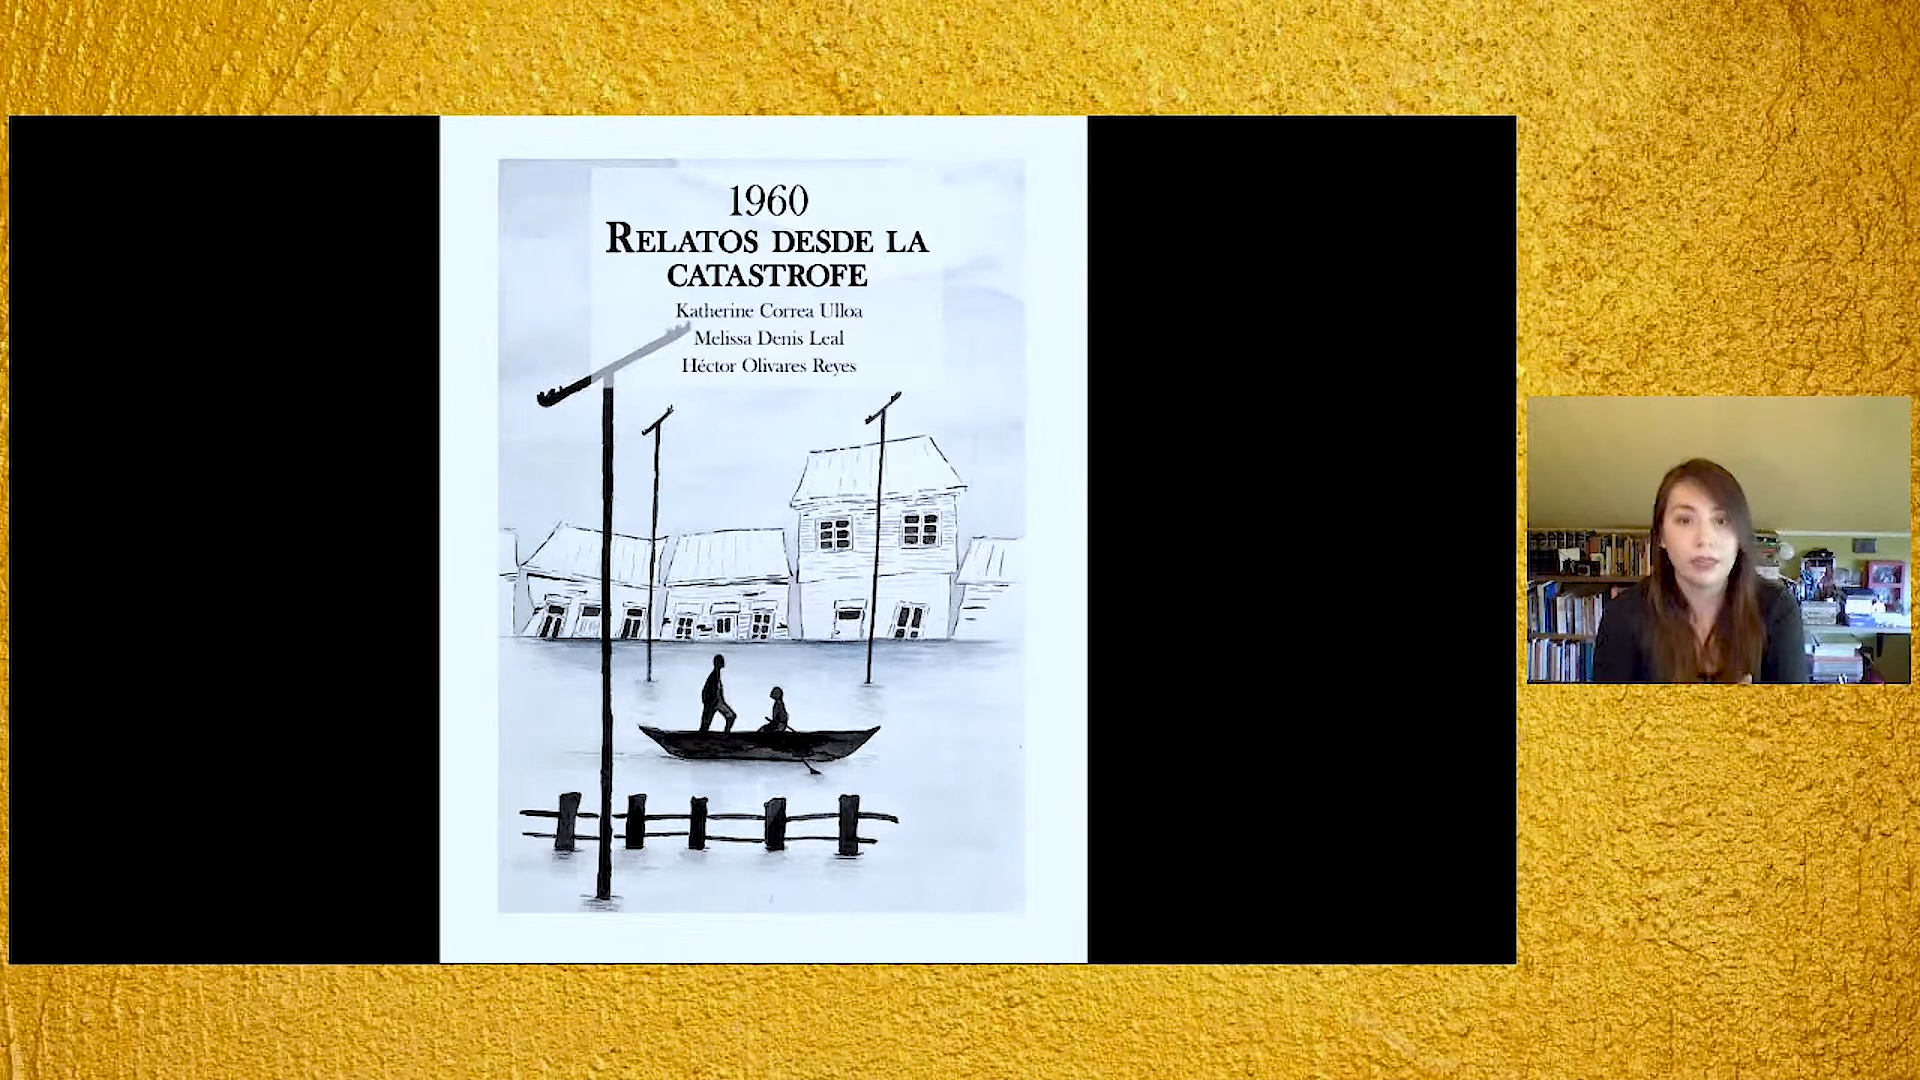 1960
RELATOS DESDE LA
CATASTROFE
Katherine Correa Ulloa
Melissa Denis Leal
Héctor Olivares Reyes